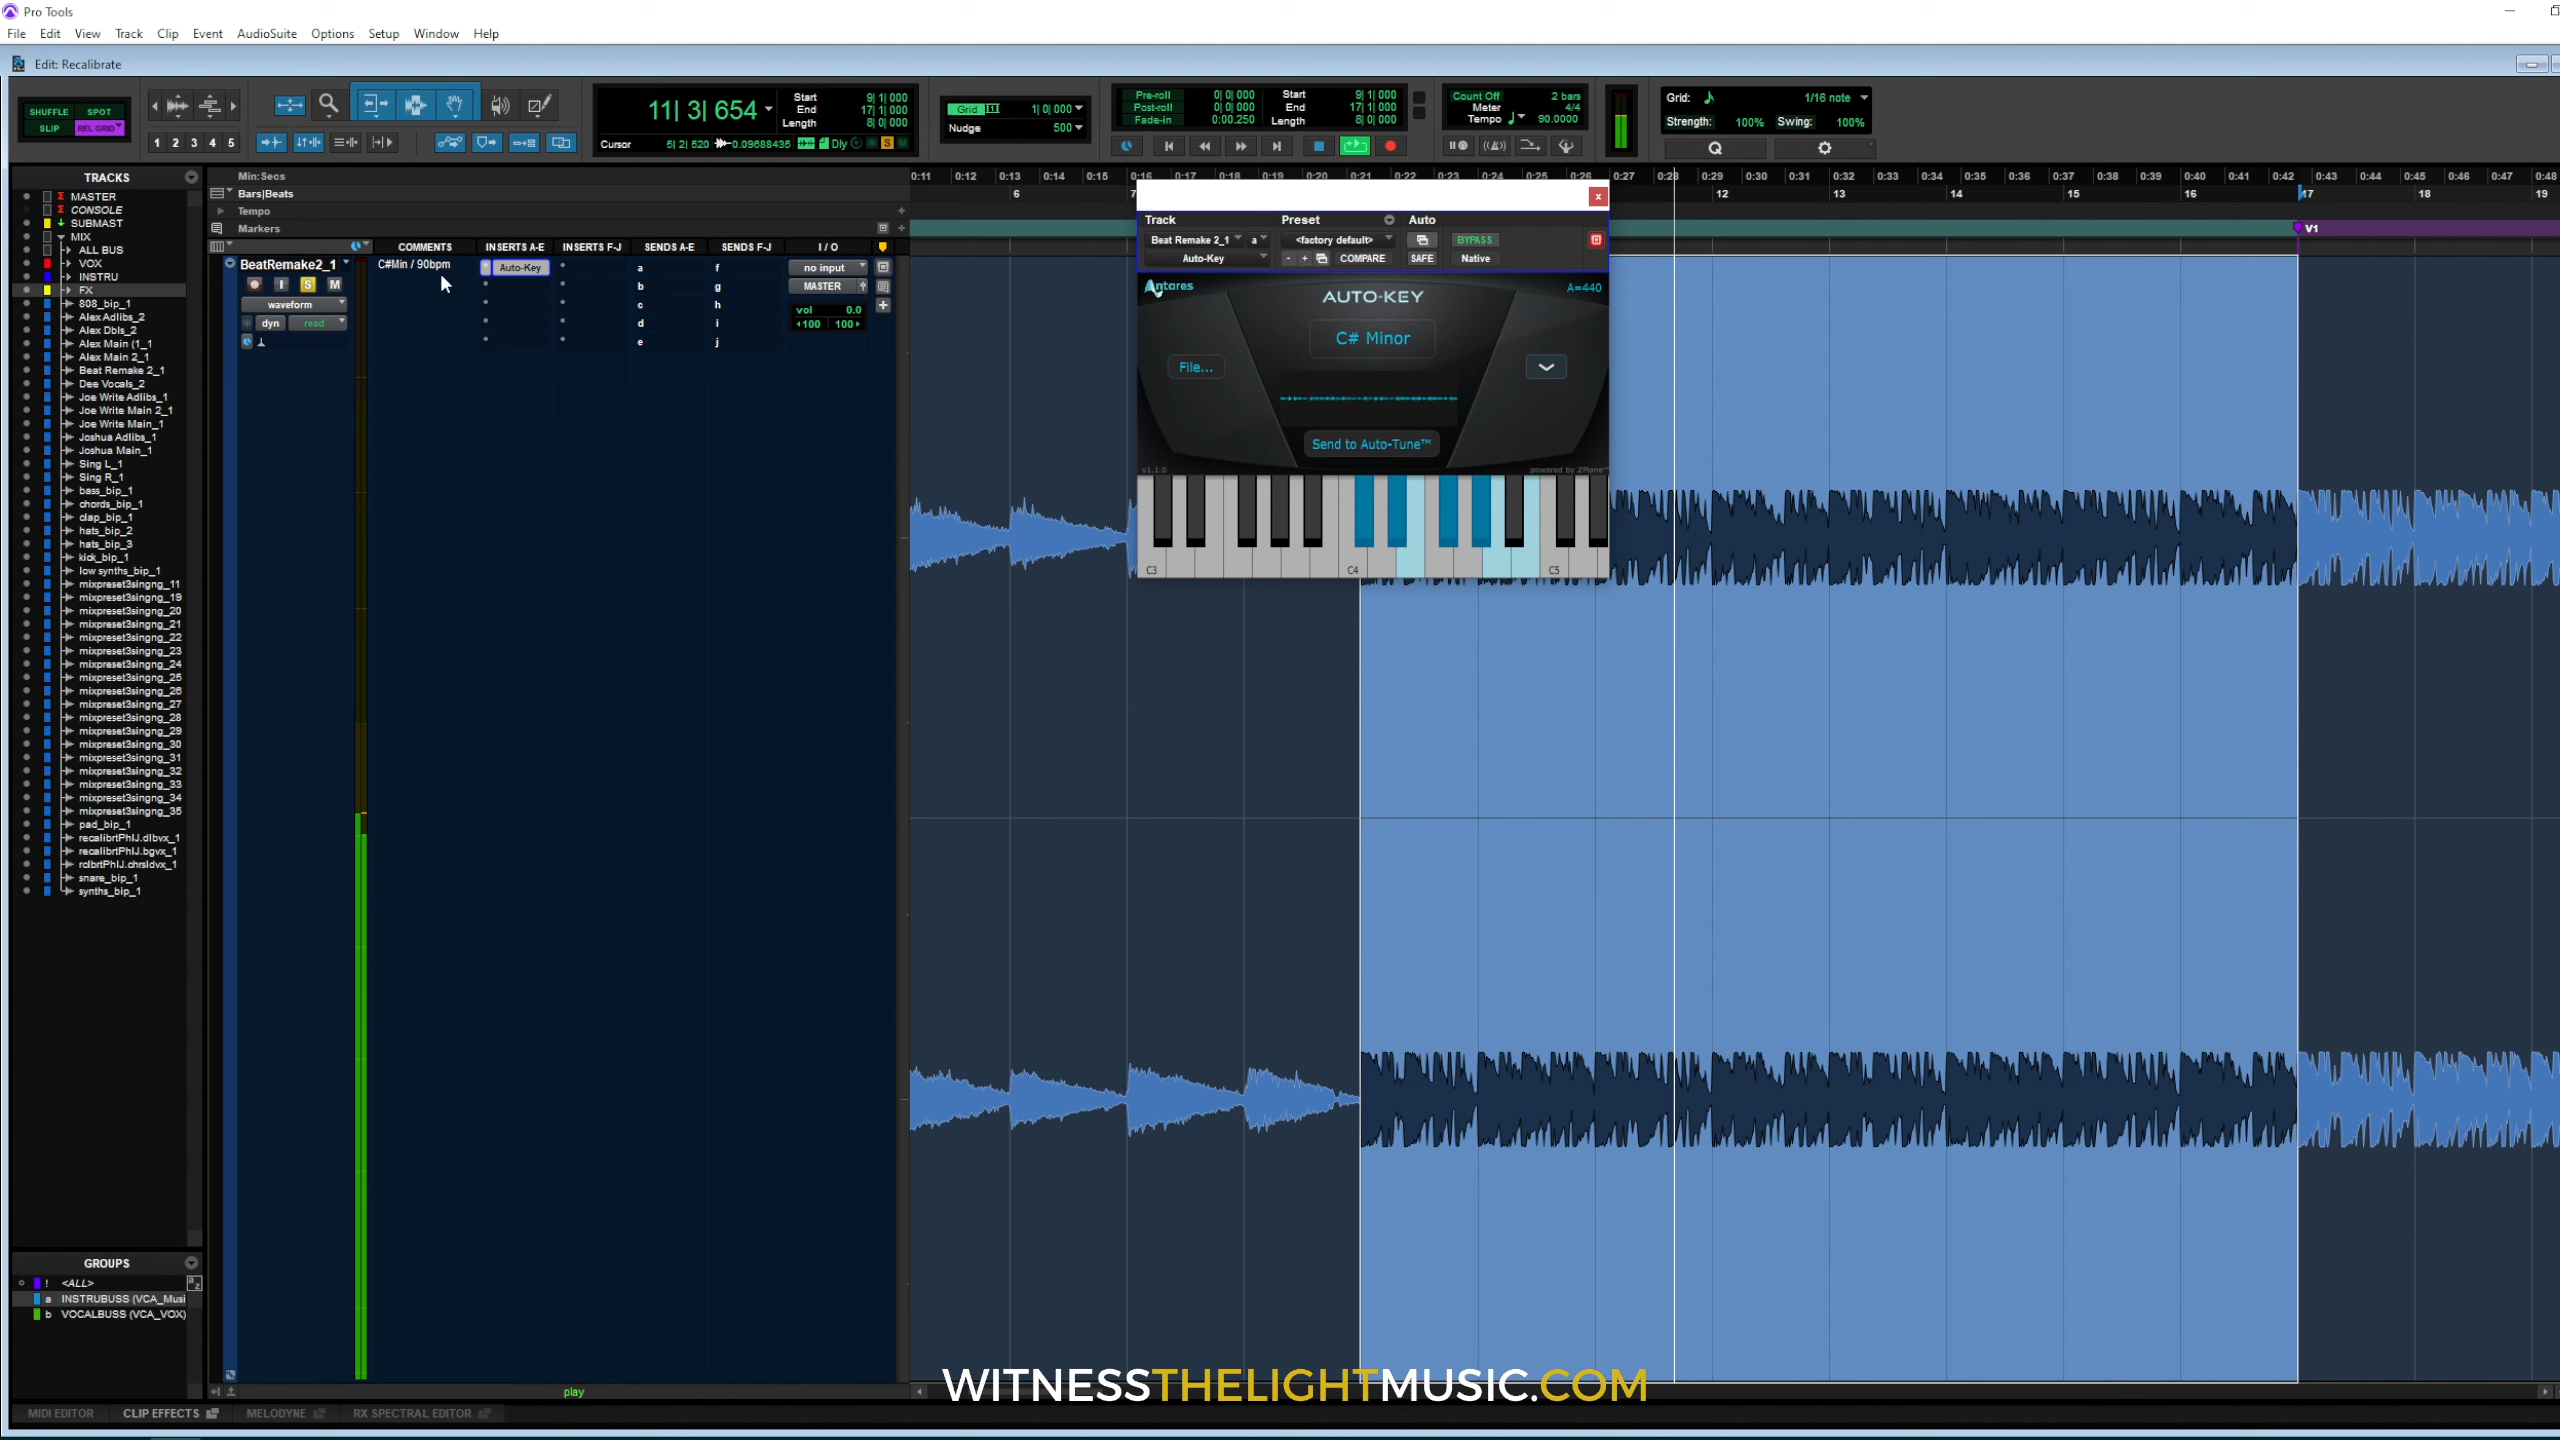 Pro Tools
File Edit View Track Clip Event AudioSuite Options Setup Window Help
Edit: Recalibrate
SHUFFLE SPOT
SLIP REL GRID
1 2 3 4 5
11| 3| 654
Start 9| 1| 000
End 17| 1| 000
Length 8| 0| 000
Cursor 5| 2| 520 -0.09688435 Dly S M
Grid 1| 0| 000
Nudge 500
Pre-roll 0| 0| 000
Post-roll 0| 0| 000
Fade-in 0:00.250
Start 9| 1| 000
End 17| 1| 000
Length 8| 0| 000
Count Off 2 bars
Meter 4/4
Tempo 90.0000
Grid: 1/16 note
Strength: 100% Swing: 100%
Q
TRACKS
MASTER
CONSOLE
SUBMAST
MIX
ALL BUS
VOX
INSTRU
FX
808_bip_1
Alex Adlibs_2
Alex Dbls_2
Alex Main (1_1
Alex Main 2_1
Beat Remake 2_1
Dee Vocals_2
Joe Write Adlibs_1
Joe Write Main 2_1
Joe Write Main_1
Joshua Adlibs_1
Joshua Main_1
Sing L_1
Sing R_1
bass_bip_1
chords_bip_1
clap_bip_1
hats_bip_2
hats_bip_3
kick_bip_1
low synths_bip_1
mixpreset3singng_11
mixpreset3singng_19
mixpreset3singng_20
mixpreset3singng_21
mixpreset3singng_22
mixpreset3singng_23
mixpreset3singng_24
mixpreset3singng_25
mixpreset3singng_26
mixpreset3singng_27
mixpreset3singng_28
mixpreset3singng_29
mixpreset3singng_30
mixpreset3singng_31
mixpreset3singng_32
mixpreset3singng_33
mixpreset3singng_34
mixpreset3singng_35
pad_bip_1
recalibrtPhlJ.dlbvx_1
recalibrtPhlJ.bgvx_1
rclbrtPhlJ.chrsldvx_1
snare_bip_1
synths_bip_1
GROUPS
! <ALL>
a INSTRUBUSS (VCA_Musi
b VOCALBUSS (VCA_VOX)
Min:Secs
Bars|Beats
Tempo
Markers
0:11 0:12 0:13 0:14 0:15 0:16 0:17 0:18 0:19 0:20 0:21 0:22 0:23 0:24 0:25 0:26 0:27 0:28 0:29 0:30 0:31 0:32 0:33 0:34 0:35 0:36 0:37 0:38 0:39 0:40 0:41 0:42 0:43 0:44 0:45 0:46 0:47 0:48
6 7 12 13 14 15 16 17 18 19
V1
COMMENTS INSERTS A-E INSERTS F-J SENDS A-E SENDS F-J I / O
BeatRemake2_1
C#Min / 90bpm
Auto-Key
I S M
waveform
dyn read
a f
b g
c h
d i
e j
no input
MASTER
vol 0.0
100 100
Track Preset Auto
Beat Remake 2_1 a <factory default> BYPASS
Auto-Key - + COMPARE SAFE Native
Antares
A=440
AUTO-KEY
C# Minor
File...
Send to Auto-Tune™
v1.1.0
powered by ZPlane™
C3 C4 C5
play
WITNESSTHELIGHTMUSIC.COM
MIDI EDITOR CLIP EFFECTS MELODYNE RX SPECTRAL EDITOR